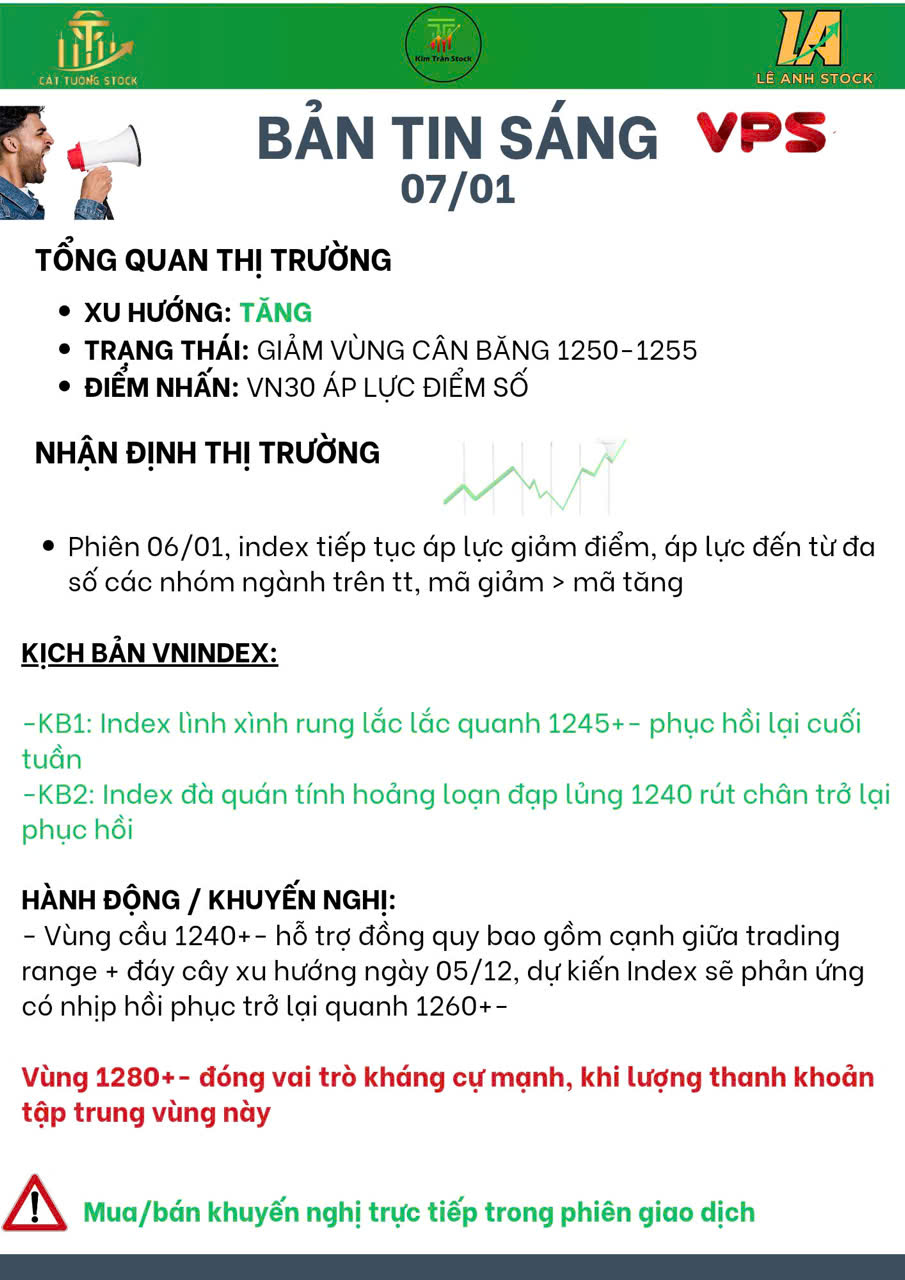 CÁT TƯỜNG STOCK
Kim Trần Stock
LA
LÊ ANH STOCK
BẢN TIN SÁNG
VPS
07/01
TỔNG QUAN THỊ TRƯỜNG
• XU HƯỚNG: TĂNG
• TRẠNG THÁI: GIẢM VÙNG CÂN BĂNG 1250-1255
• ĐIỂM NHẤN: VN30 ÁP LỰC ĐIỂM SỐ
NHẬN ĐỊNH THỊ TRƯỜNG
• Phiên 06/01, index tiếp tục áp lực giảm điểm, áp lực đến từ đa
số các nhóm ngành trên tt, mã giảm > mã tăng
KỊCH BẢN VNINDEX:
-KB1: Index lình xình rung lắc lắc quanh 1245+- phục hồi lại cuối
tuần
-KB2: Index đà quán tính hoảng loạn đạp lủng 1240 rút chân trở lại
phục hồi
HÀNH ĐỘNG / KHUYẾN NGHỊ:
- Vùng cầu 1240+- hỗ trợ đồng quy bao gồm cạnh giữa trading
range + đáy cây xu hướng ngày 05/12, dự kiến Index sẽ phản ứng
có nhịp hồi phục trở lại quanh 1260+-
Vùng 1280+- đóng vai trò kháng cự mạnh, khi lượng thanh khoản
tập trung vùng này
Mua/bán khuyến nghị trực tiếp trong phiên giao dịch